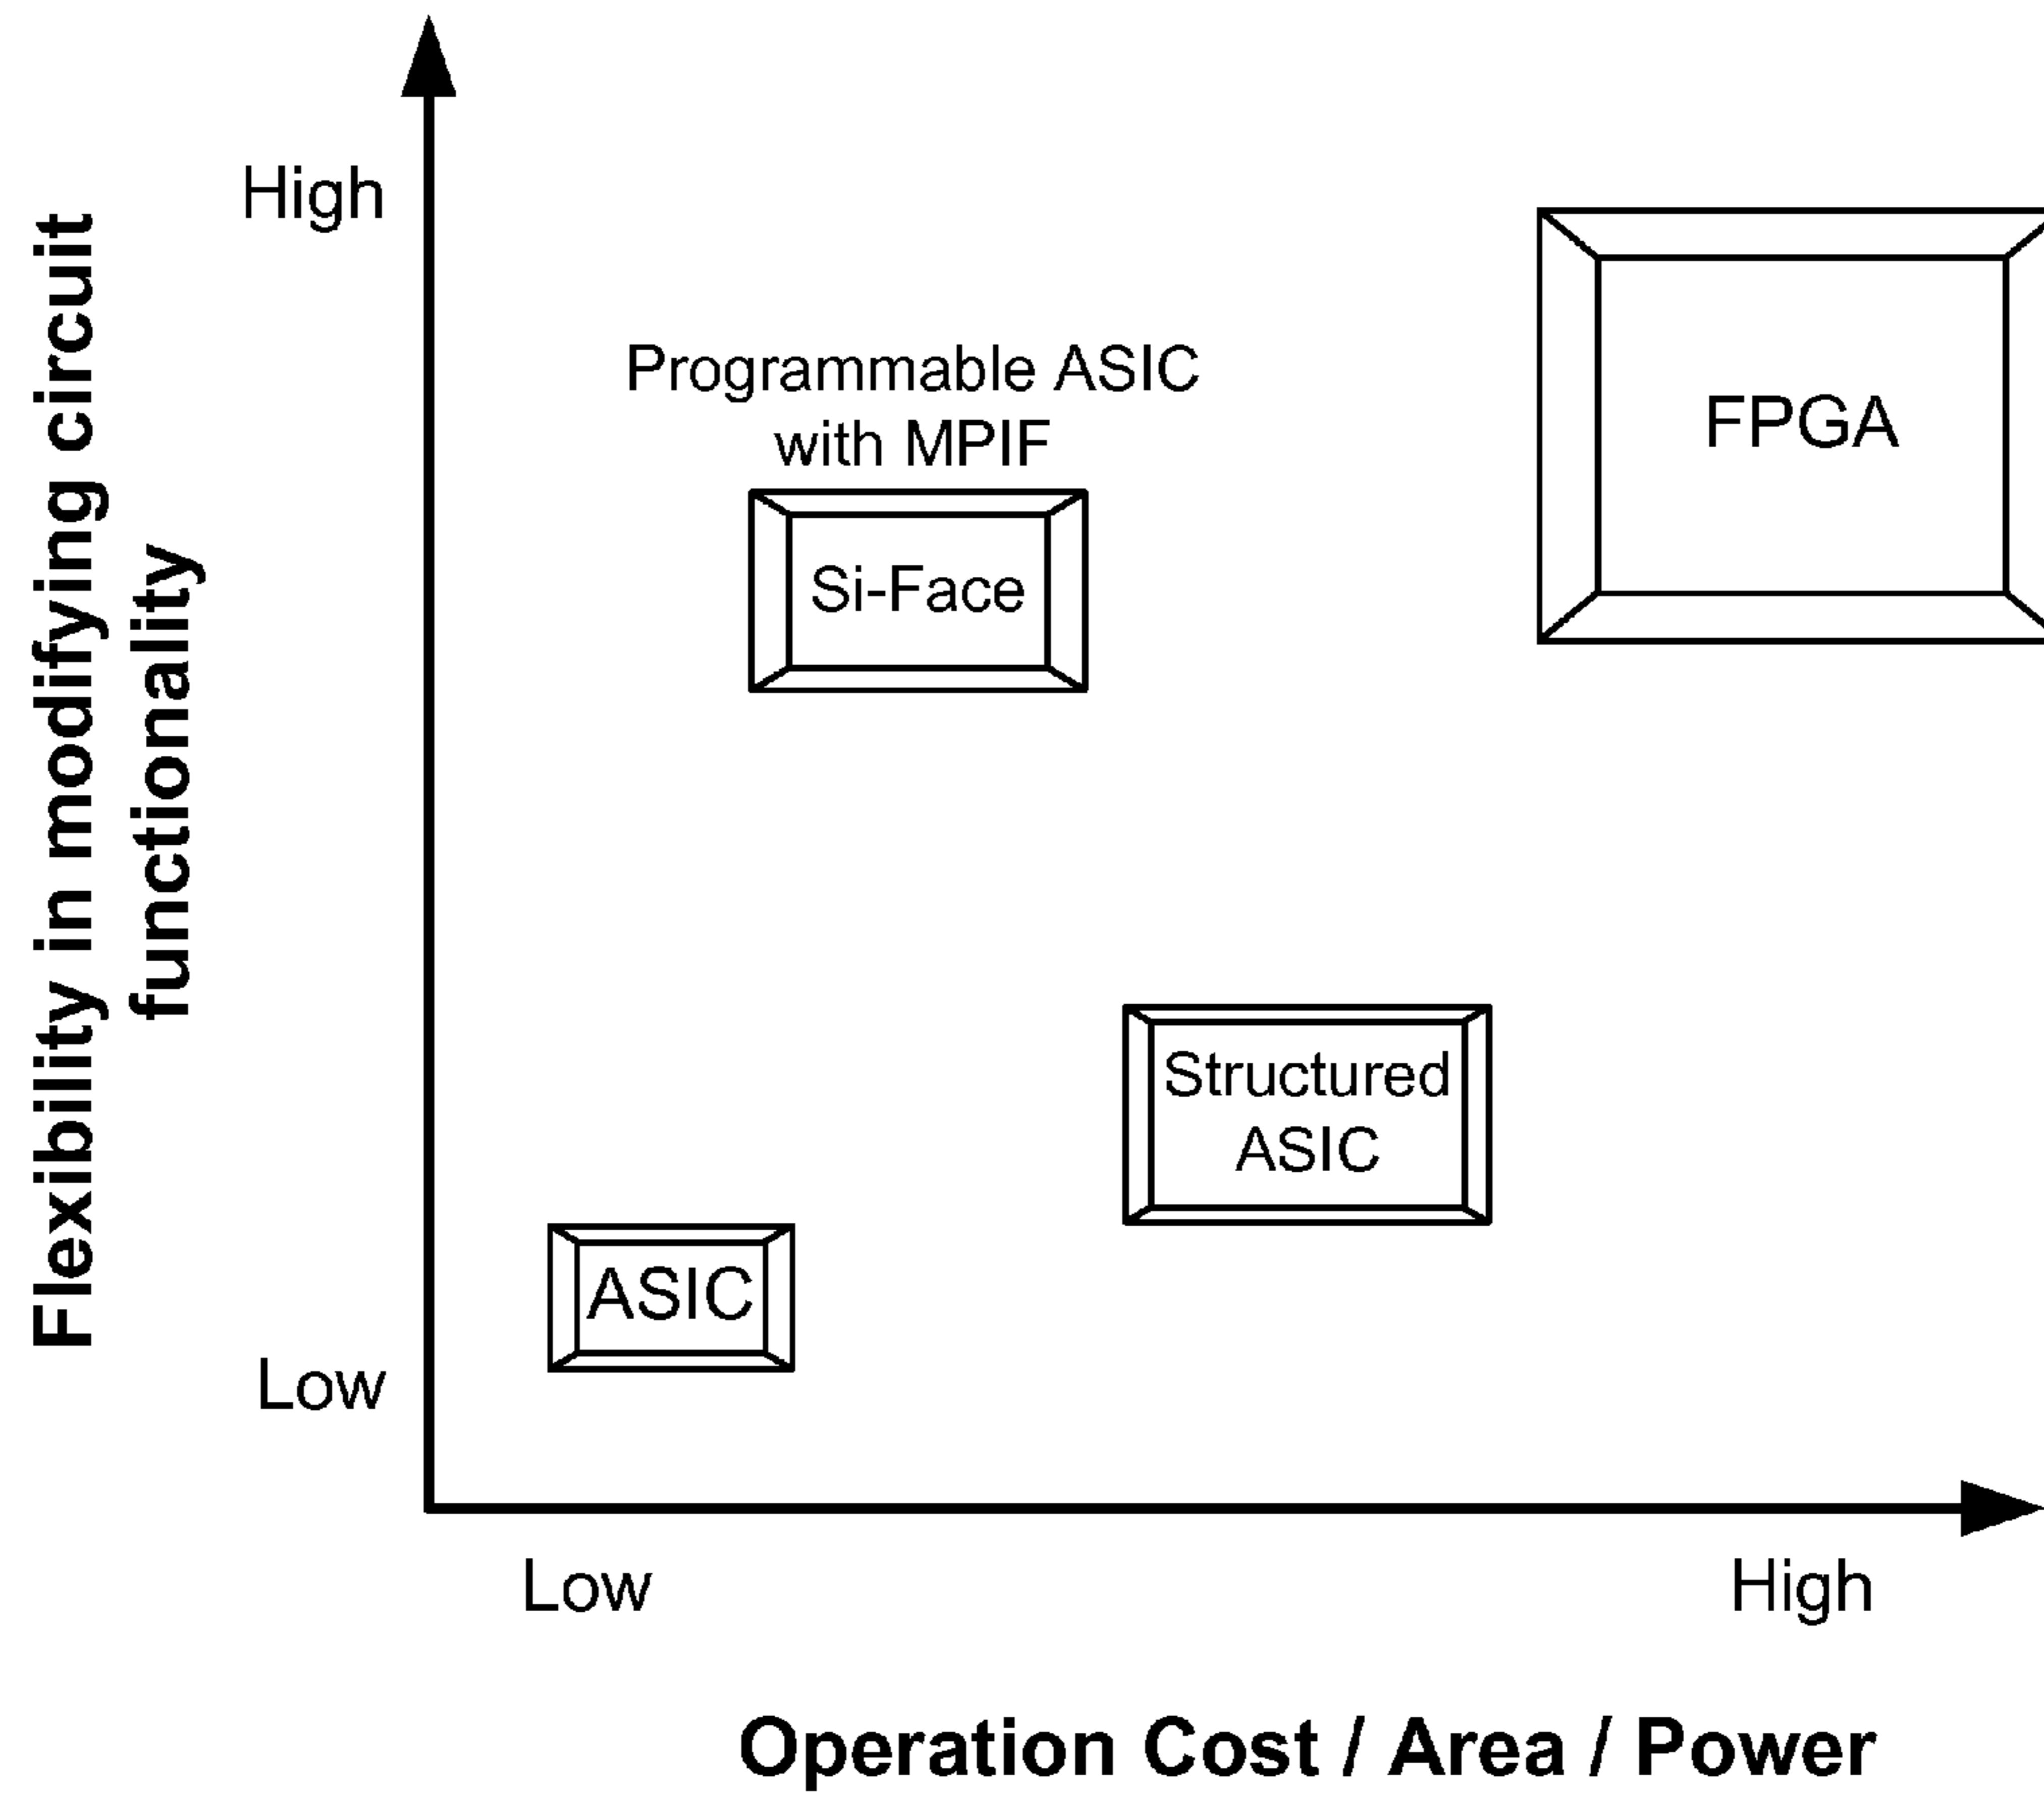 Flexibility in modifying circuit
functionality
High
Programmable ASIC
with MPIF
FPGA
Si-Face
Structured
ASIC
ASIC
Low
Low
High
Operation Cost / Area / Power